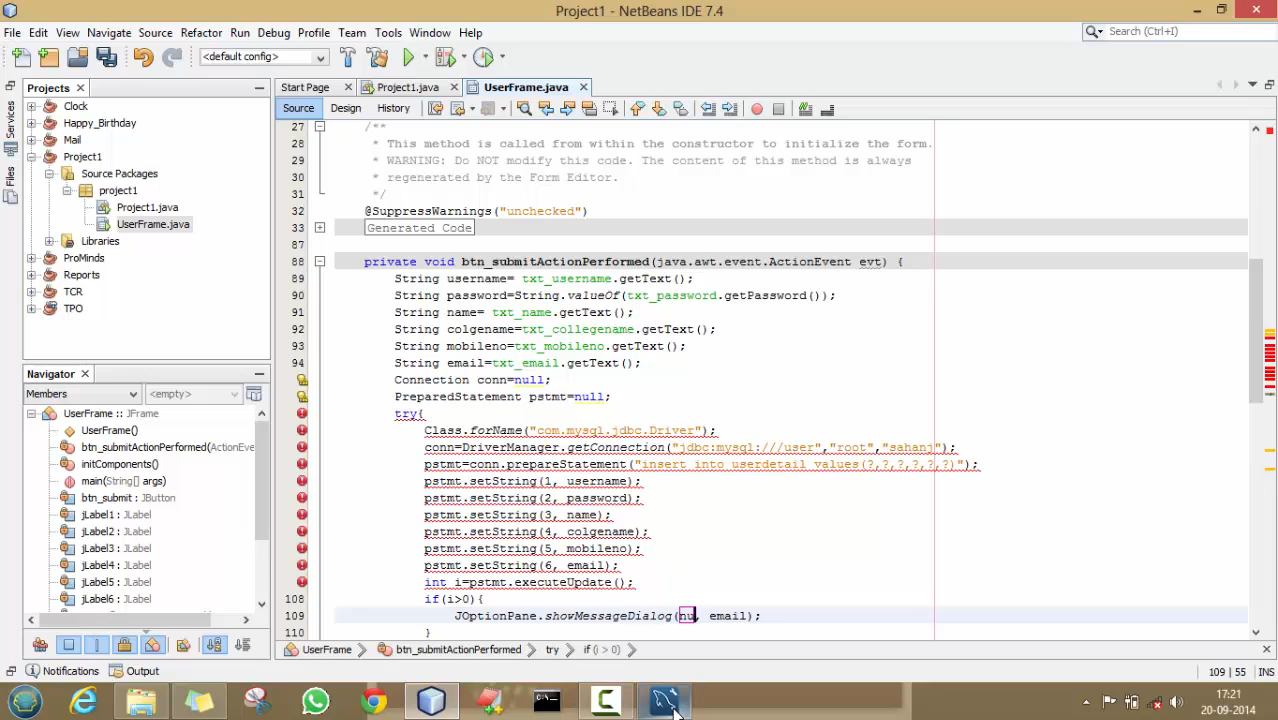 Project1 - NetBeans IDE 7.4
File Edit View Navigate Source Refactor Run Debug Profile Team Tools Window Help
Search (Ctrl+I)
<default config>
Projects
Start Page
Project1.java
UserFrame.java
Source Design History
Services
Files
Clock
Happy_Birthday
Mail
Project1
Source Packages
project1
Project1.java
UserFrame.java
Libraries
ProMinds
Reports
TCR
TPO
Navigator
Members
<empty>
UserFrame :: JFrame
UserFrame()
btn_submitActionPerformed(ActionEve
initComponents()
main(String[] args)
btn_submit : JButton
jLabel1 : JLabel
jLabel2 : JLabel
jLabel3 : JLabel
jLabel4 : JLabel
jLabel5 : JLabel
jLabel6 : JLabel
27 /**
28 * This method is called from within the constructor to initialize the form.
29 * WARNING: Do NOT modify this code. The content of this method is always
30 * regenerated by the Form Editor.
31 */
32 @SuppressWarnings("unchecked")
33 Generated Code
87
88 private void btn_submitActionPerformed(java.awt.event.ActionEvent evt) {
89 String username= txt_username.getText();
90 String password=String.valueOf(txt_password.getPassword());
91 String name= txt_name.getText();
92 String colgename=txt_collegename.getText();
93 String mobileno=txt_mobileno.getText();
94 String email=txt_email.getText();
Connection conn=null;
PreparedStatement pstmt=null;
try{
Class.forName("com.mysql.jdbc.Driver");
conn=DriverManager.getConnection("jdbc:mysql:///user","root","sahanj");
pstmt=conn.prepareStatement("insert into userdetail values(?,?,?,?,?,?)");
pstmt.setString(1, username);
pstmt.setString(2, password);
pstmt.setString(3, name);
pstmt.setString(4, colgename);
pstmt.setString(5, mobileno);
pstmt.setString(6, email);
int i=pstmt.executeUpdate();
108 if(i>0){
109 JOptionPane.showMessageDialog(nu, email);
110 }
UserFrame btn_submitActionPerformed try if (i > 0)
Notifications Output
109 | 55 INS
17:21
20-09-2014